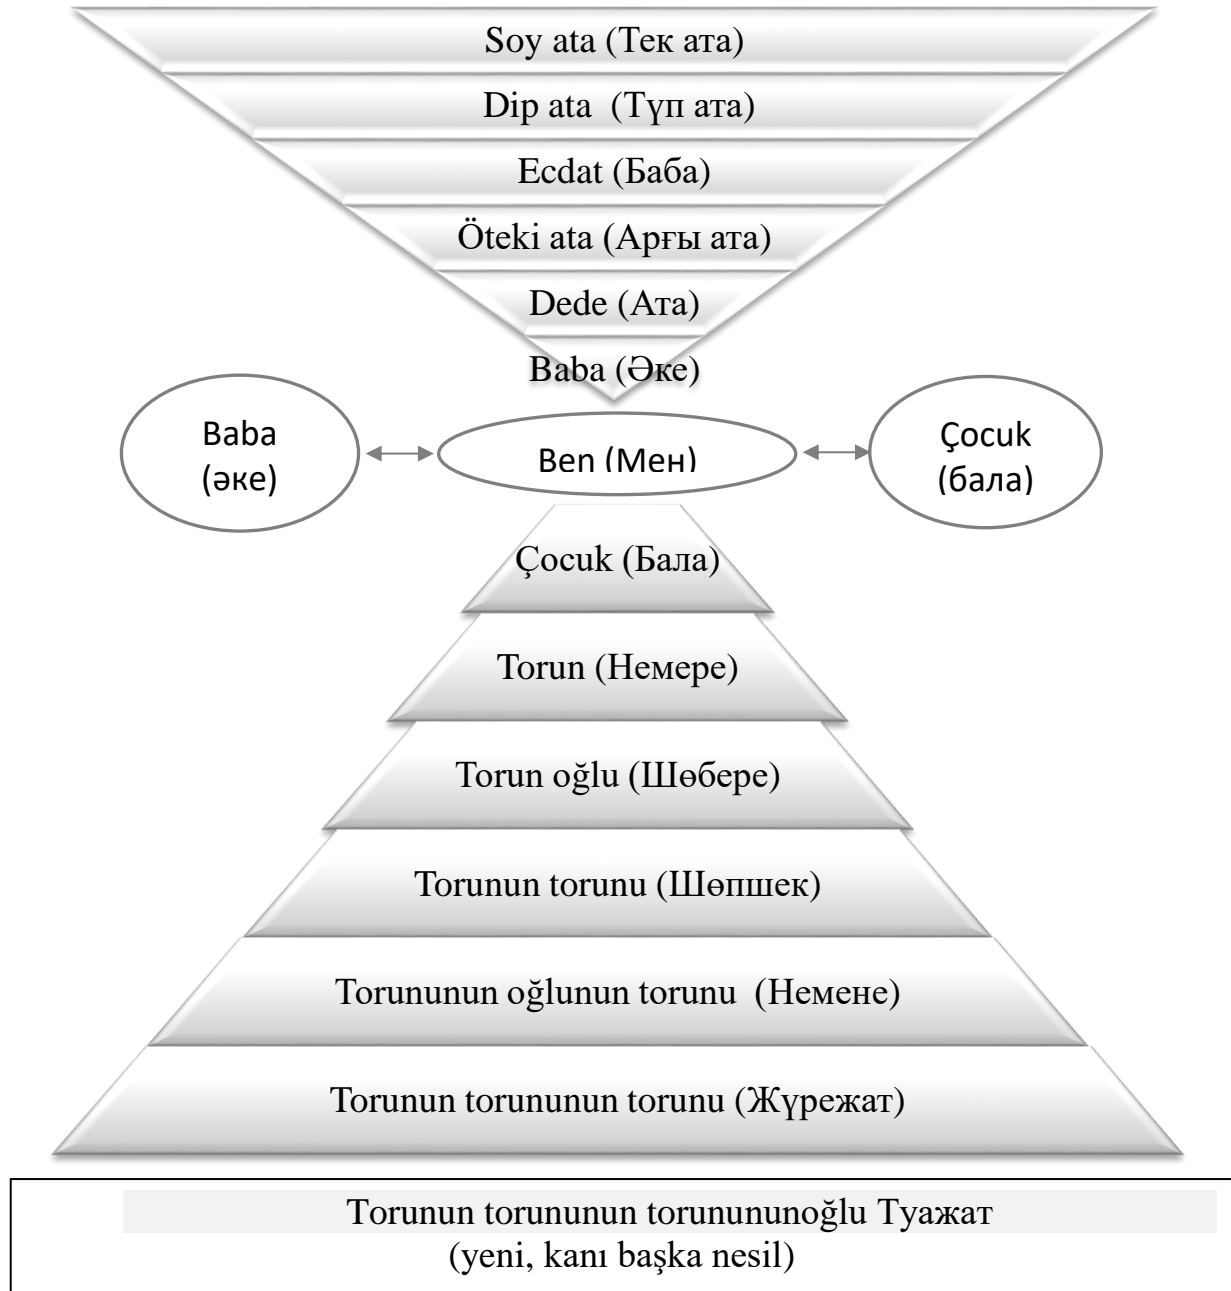 Soy ata (Тек ата)
Dip ata (Түп ата)
Ecdat (Баба)
Öteki ata (Арғы ата)
Dede (Ата)
Baba (Әке)
Baba
(әке)
Ben (Мен)
Çocuk
(бала)
Çocuk (Бала)
Torun (Немере)
Torun oğlu (Шөбере)
Torunun torunu (Шөпшек)
Torununun oğlunun torunu (Немене)
Torunun torununun torunu (Жүрежат)
Torunun torununun torunununoğlu Туажат
(yeni, kanı başka nesil)